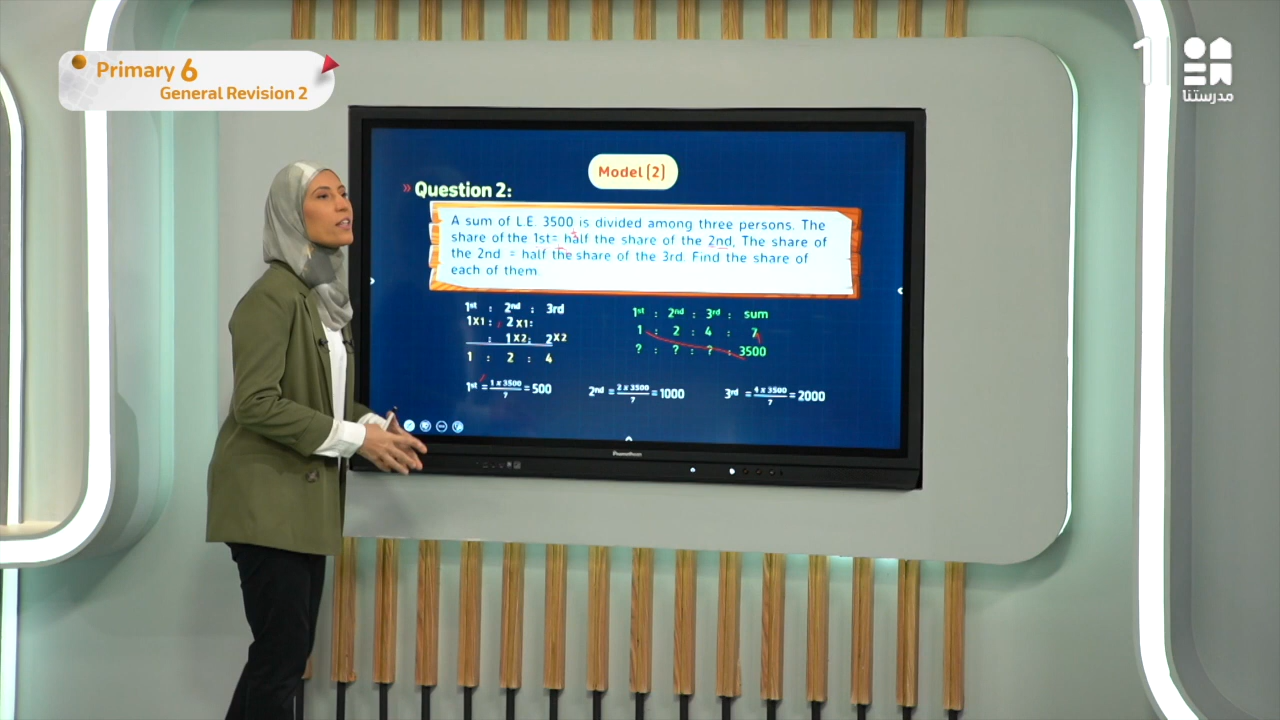 Primary 6
General Revision 2
1
مدرستنا
Model (2)
» Question 2:
A sum of L.E. 3500 is divided among three persons. The
share of the 1st= half the share of the 2nd, The share of
the 2nd = half the share of the 3rd. Find the share of
each of them
1st : 2nd : 3rd
1x1 : 2x1:
: 1x2: 2x2
1 : 2 : 4
1st : 2nd : 3rd : sum
1 : 2 : 4 : 7
? : ? : ? : 3500
1st = 1 x 3500 / 7 = 500
2nd = 2 x 3500 / 7 = 1000
3rd = 4 x 3500 / 7 = 2000
Promethean